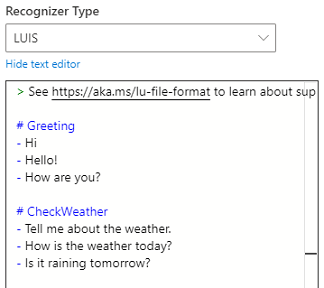 Recognizer Type
LUIS
Hide text editor
> See https://aka.ms/lu-file-format to learn about sup
# Greeting
- Hi
- Hello!
- How are you?
# CheckWeather
- Tell me about the weather.
- How is the weather today?
- Is it raining tomorrow?